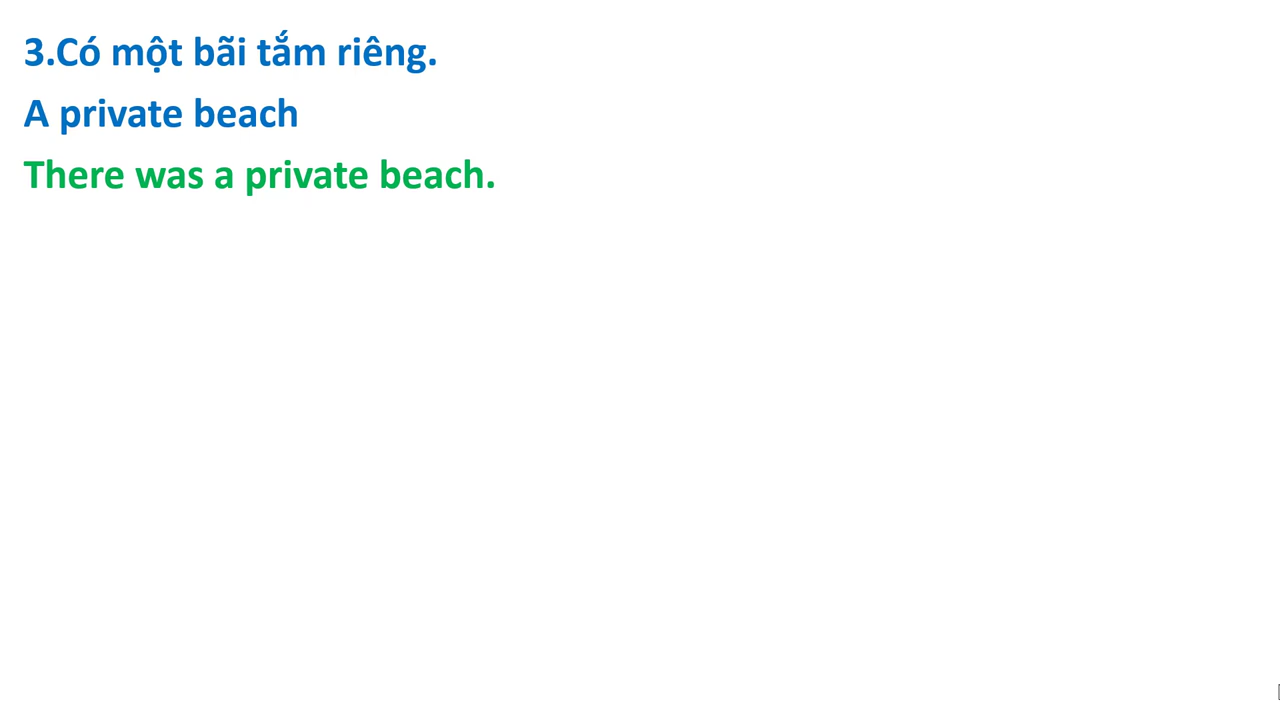 3.Có một bãi tắm riêng.
A private beach
There was a private beach.